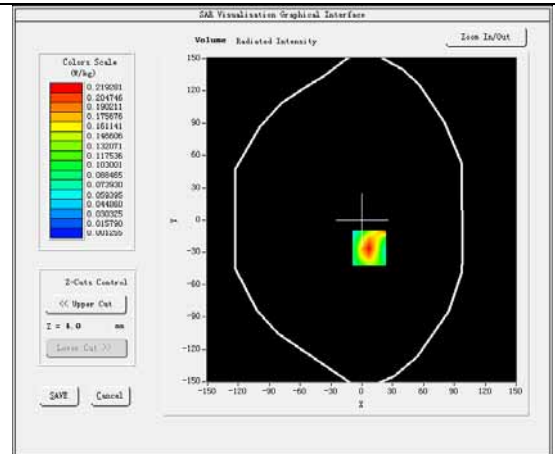 SAR Visualisation Graphical Interface
Volume Radiated Intensity
Zoom In/Out
Colors Scale
(W/kg)
0.219281
0.204746
0.190211
0.175676
0.161141
0.146606
0.132071
0.117536
0.103001
0.088465
0.073930
0.059395
0.044860
0.030325
0.015790
0.001255
150
120
90
60
30
0
-30
-60
-90
-120
-150
Y
-150 -120 -90 -60 -30 0 30 60 90 120 150
X
Z-Cuts Control
<< Upper Cut
Z = 4.0 mm
Lower Cut >>
SAVE Cancel